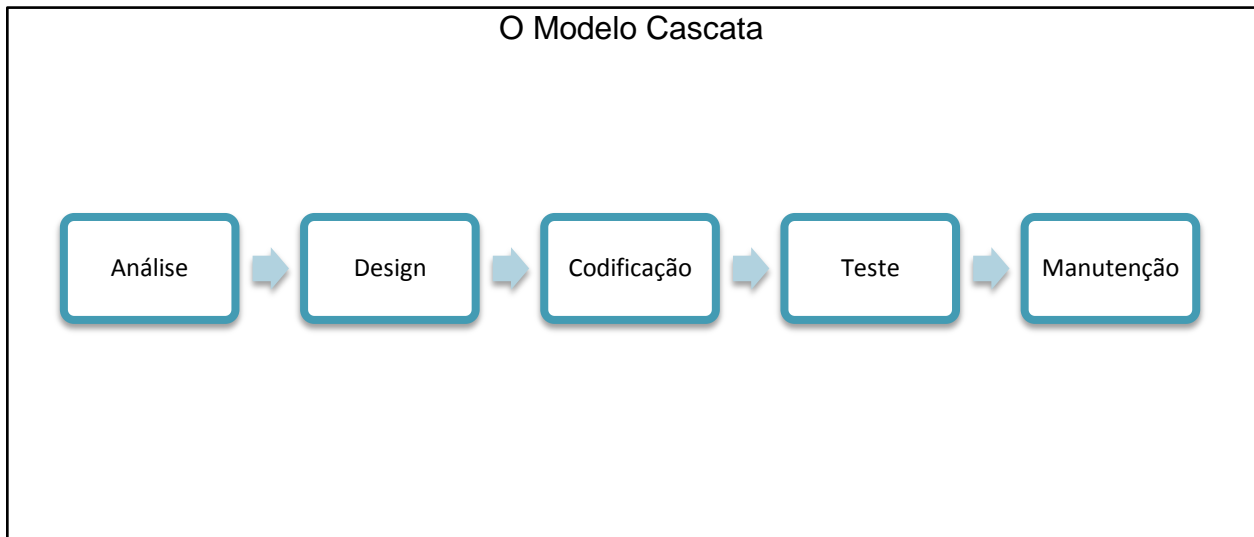 O Modelo Cascata
Análise
Design
Codificação
Teste
Manutenção